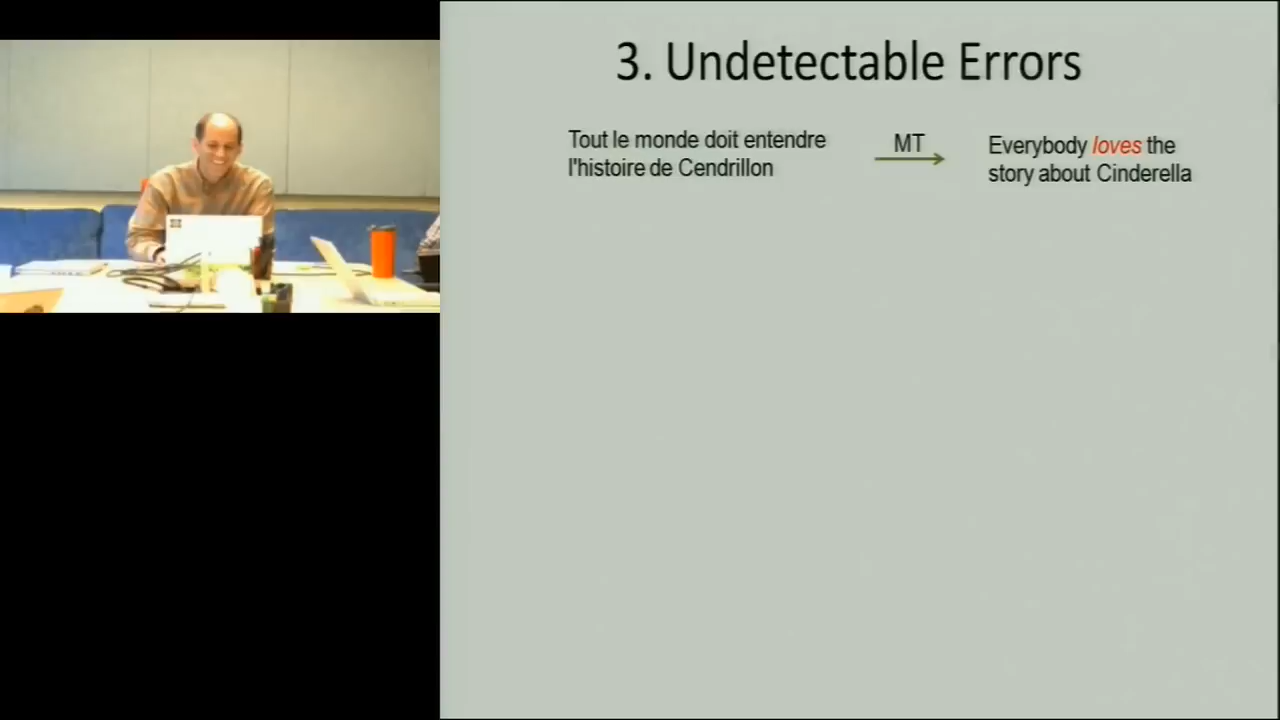 3. Undetectable Errors
Tout le monde doit entendre
l'histoire de Cendrillon
MT
Everybody loves the
story about Cinderella